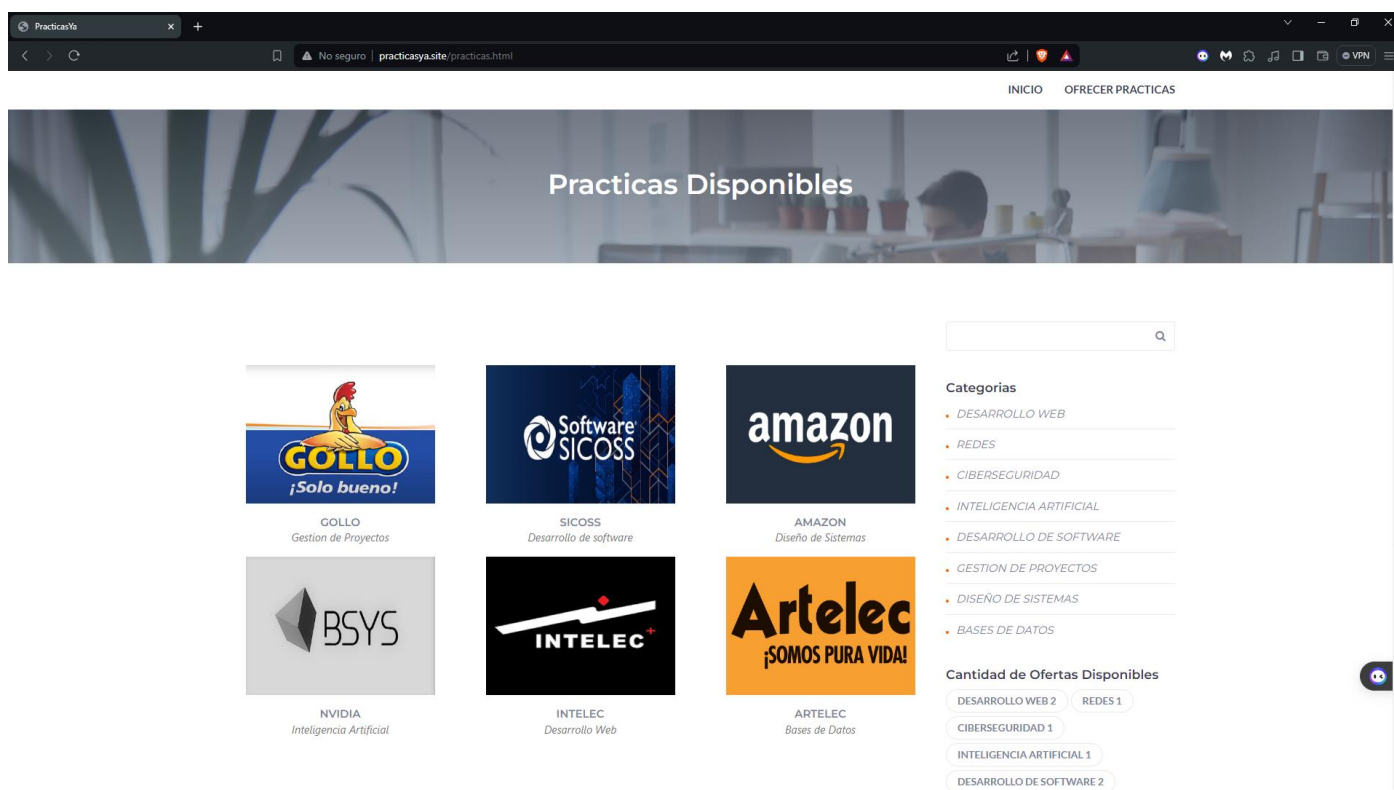 PracticasYa
No seguro practicasya.site/practicas.html
VPN
INICIO OFRECER PRACTICAS
Practicas Disponibles
GOLLO
¡Solo bueno!
GOLLO
Gestion de Proyectos
Software
SICOSS
SICOSS
Desarrollo de software
amazon
AMAZON
Diseño de Sistemas
BSYS
NVIDIA
Inteligencia Artificial
INTELEC+
INTELEC
Desarrollo Web
Artelec
¡SOMOS PURA VIDA!
ARTELEC
Bases de Datos
Categorias
DESARROLLO WEB
REDES
CIBERSEGURIDAD
INTELIGENCIA ARTIFICIAL
DESARROLLO DE SOFTWARE
GESTION DE PROYECTOS
DISEÑO DE SISTEMAS
BASES DE DATOS
Cantidad de Ofertas Disponibles
DESARROLLO WEB 2 REDES 1
CIBERSEGURIDAD 1
INTELIGENCIA ARTIFICIAL 1
DESARROLLO DE SOFTWARE 2